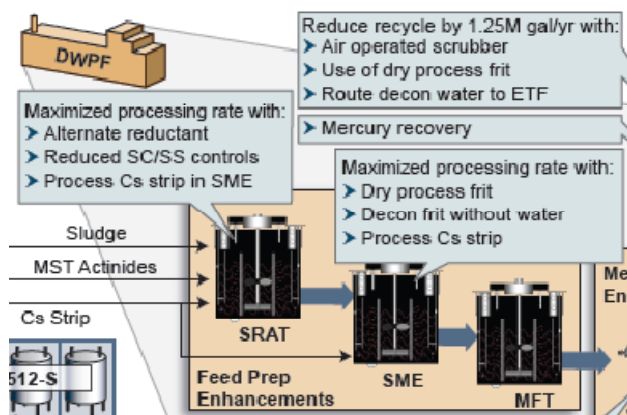 DWPF
Reduce recycle by 1.25M gal/yr with:
Air operated scrubber
Use of dry process frit
Route decon water to ETF
Maximized processing rate with:
Alternate reductant
Reduced SC/SS controls
Process Cs strip in SME
Mercury recovery
Maximized processing rate with:
Dry process frit
Decon frit without water
Process Cs strip
Sludge
MST Actinides
Cs Strip
SRAT
SME
MFT
Feed Prep
Enhancements
512-S
Me
En